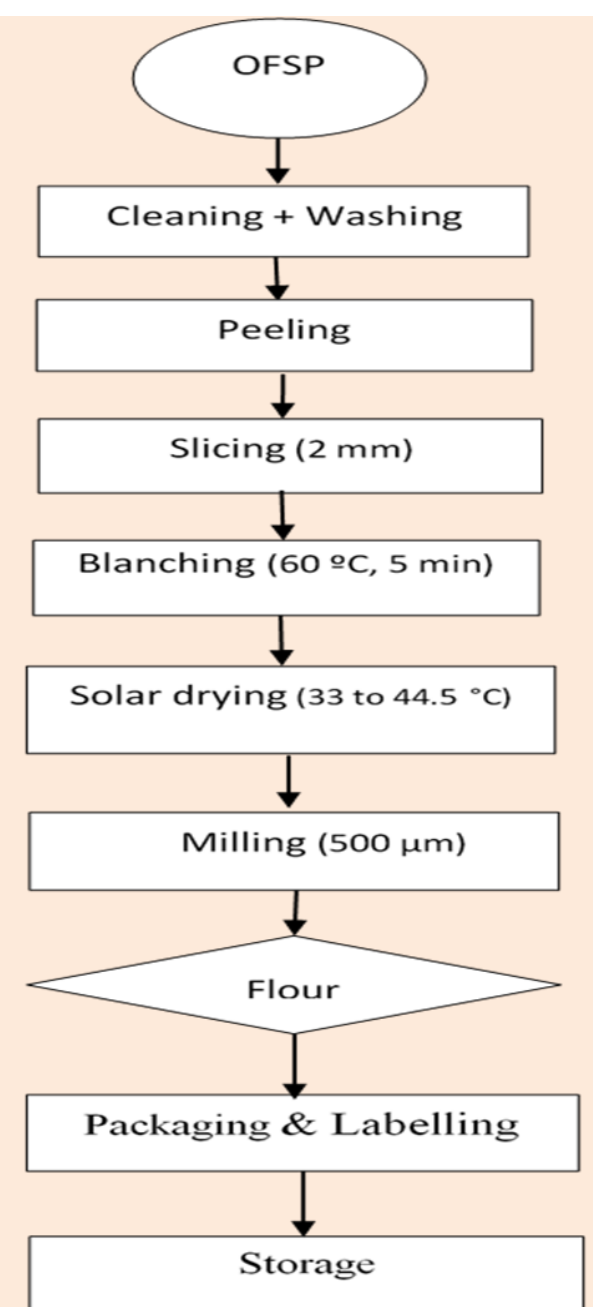 OFSP
Cleaning + Washing
Peeling
Slicing (2 mm)
Blanching (60 ºC, 5 min)
Solar drying (33 to 44.5 °C)
Milling (500 µm)
Flour
Packaging & Labelling
Storage